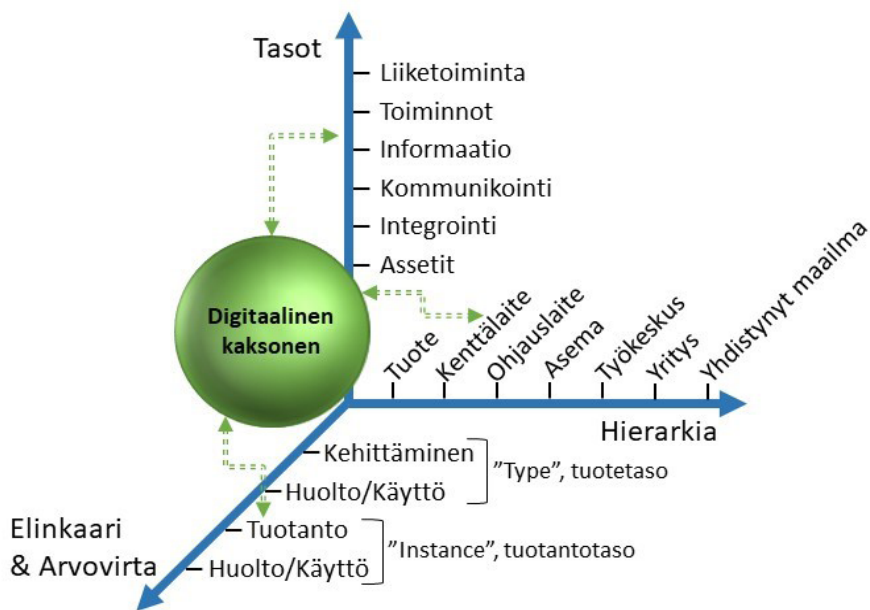 Tasot
Liiketoiminta
Toiminnot
Informaatio
Kommunikointi
Integrointi
Assetit
Digitaalinen
kaksonen
Tuote
Kenttälaite
Ohjauslaite
Asema
Työkeskus
Yritys
Yhdistynyt maailma
Hierarkia
Kehittäminen
Huolto/Käyttö
"Type", tuotetaso
Elinkaari
& Arvovirta
Tuotanto
Huolto/Käyttö
"Instance", tuotantotaso